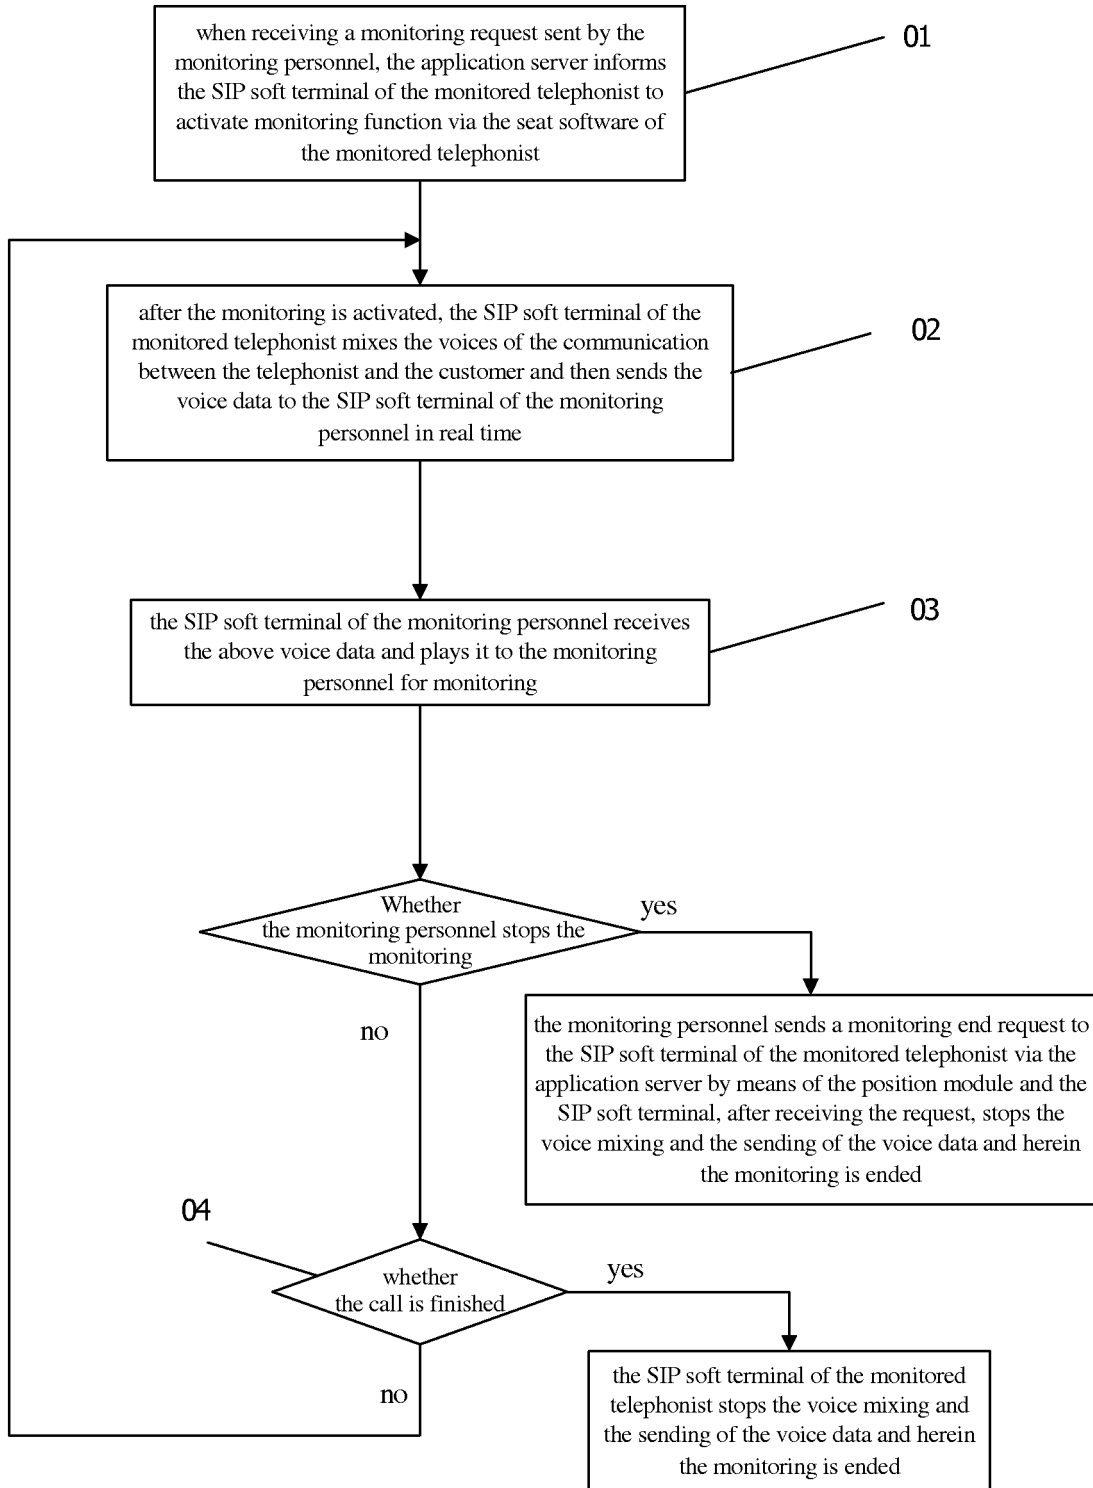 when receiving a monitoring request sent by the
monitoring personnel, the application server informs
the SIP soft terminal of the monitored telephonist to
activate monitoring function via the seat software of
the monitored telephonist
01
after the monitoring is activated, the SIP soft terminal of the
monitored telephonist mixes the voices of the communication
between the telephonist and the customer and then sends the
voice data to the SIP soft terminal of the monitoring
personnel in real time
02
the SIP soft terminal of the monitoring personnel receives
the above voice data and plays it to the monitoring
personnel for monitoring
03
Whether
the monitoring personnel stops the
monitoring
yes
no
the monitoring personnel sends a monitoring end request to
the SIP soft terminal of the monitored telephonist via the
application server by means of the position module and the
SIP soft terminal, after receiving the request, stops the
voice mixing and the sending of the voice data and herein
the monitoring is ended
04
whether
the call is finished
yes
no
the SIP soft terminal of the monitored
telephonist stops the voice mixing and
the sending of the voice data and herein
the monitoring is ended